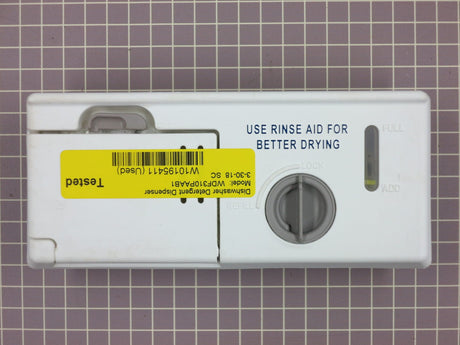 USE RINSE AID FOR
BETTER DRYING
FULL
ADD
LOCK
REFILL
Dishwasher Detergent Dispenser
Model: WDF310PAAB1
3-30-18 SC
W10195411 (Used)
Tested